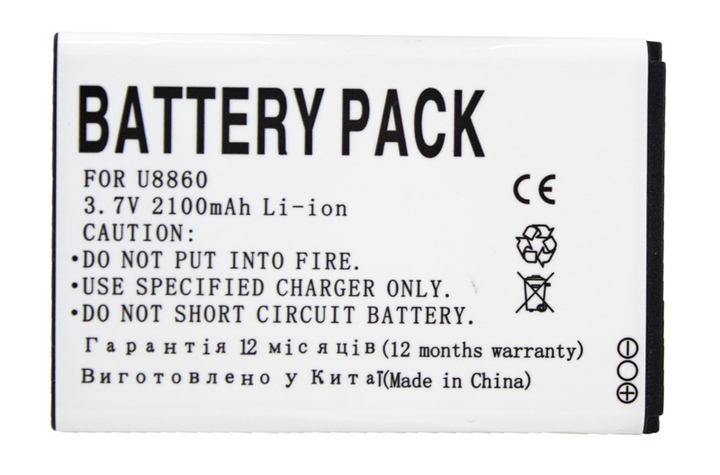 BATTERY PACK
FOR U8860
3.7V 2100mAh Li-ion
CAUTION:
•DO NOT PUT INTO FIRE.
•USE SPECIFIED CHARGER ONLY.
•DO NOT SHORT CIRCUIT BATTERY.
Гарантія 12 місяців (12 months warranty)
Виготовлено у Китаї(Made in China)
CE